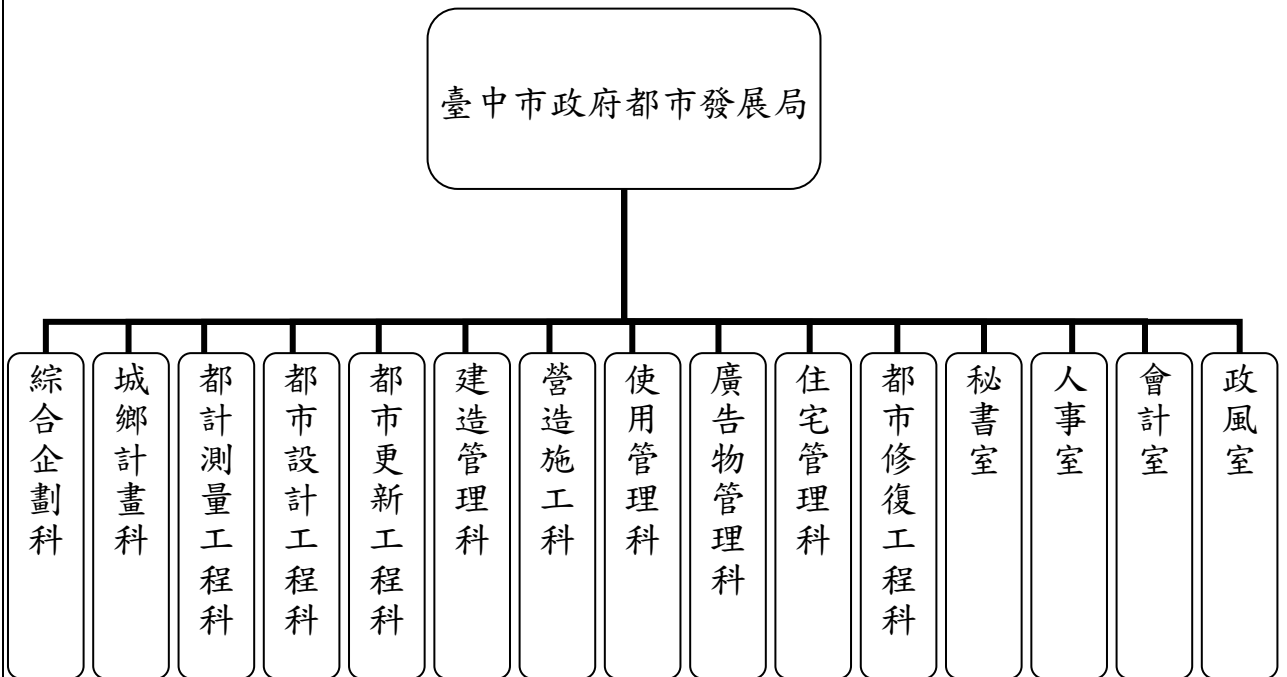 臺中市政府都市發展局
綜合企劃科
城鄉計畫科
都計測量工程科
都市設計工程科
都市更新工程科
建造管理科
營造施工科
使用管理科
廣告物管理科
住宅管理科
都市修復工程科
秘書室
人事室
會計室
政風室